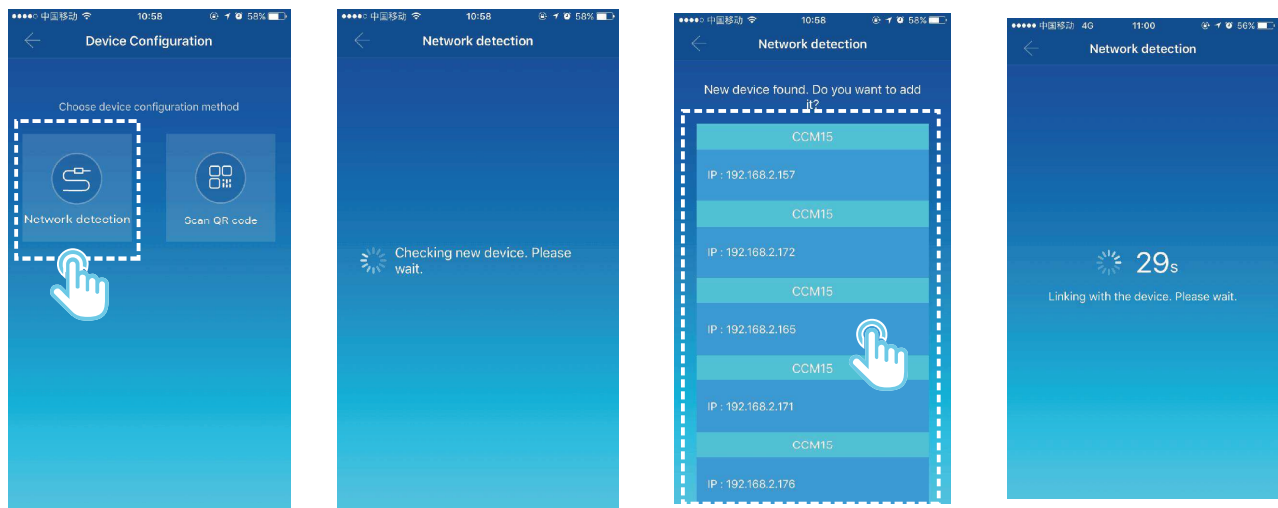 中国移动 10:58 58%
Device Configuration
Choose device configuration method
Network detection
Scan QR code
中国移动 10:58 58%
Network detection
Checking new device. Please
wait.
中国移动 10:58 58%
Network detection
New device found. Do you want to add
it?
CCM15
IP : 192.168.2.157
CCM15
IP : 192.168.2.172
CCM15
IP : 192.168.2.165
CCM15
IP : 192.168.2.171
CCM15
IP : 192.168.2.176
中国移动 4G 11:00 56%
Network detection
29s
Linking with the device. Please wait.